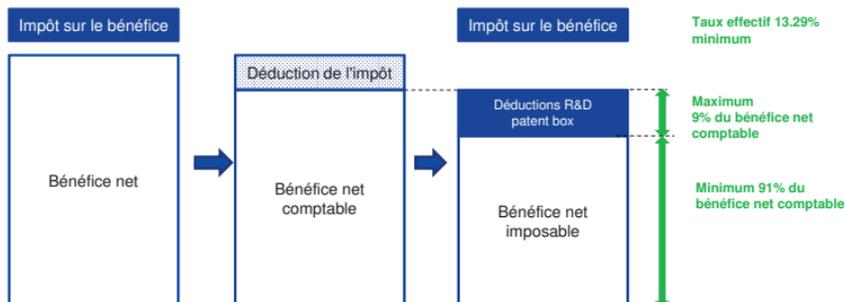 Impôt sur le bénéfice
Impôt sur le bénéfice
Taux effectif 13.29%
minimum
Déduction de l'impôt
Déductions R&D
patent box
Maximum
9% du bénéfice net
comptable
Bénéfice net
Bénéfice net
comptable
Bénéfice net
imposable
Minimum 91% du
bénéfice net comptable